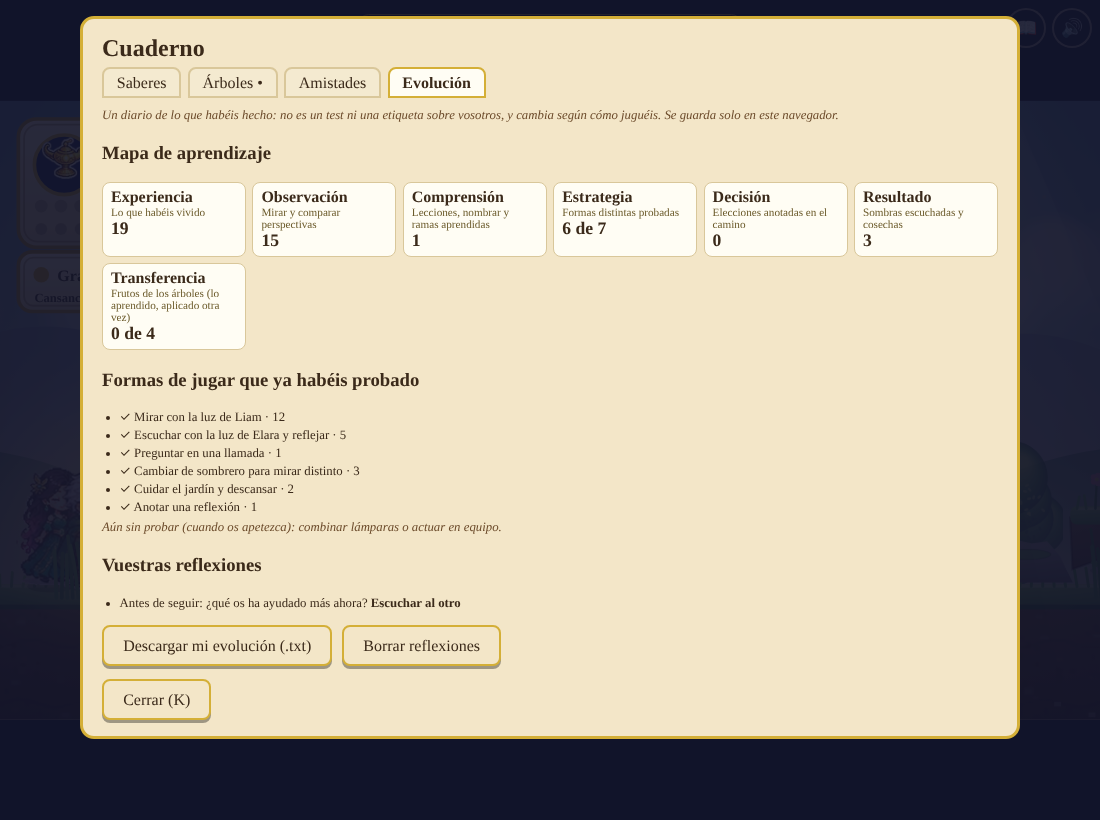 Cuaderno
Saberes
Árboles •
Amistades
Evolución
Un diario de lo que habéis hecho: no es un test ni una etiqueta sobre vosotros, y cambia según cómo juguéis. Se guarda solo en este navegador.
Mapa de aprendizaje
Experiencia
Lo que habéis vivido
19
Observación
Mirar y comparar
perspectivas
15
Comprensión
Lecciones, nombrar y
ramas aprendidas
1
Estrategia
Formas distintas probadas
6 de 7
Decisión
Elecciones anotadas en el
camino
0
Resultado
Sombras escuchadas y
cosechas
3
Transferencia
Frutos de los árboles (lo
aprendido, aplicado otra
vez)
0 de 4
Formas de jugar que ya habéis probado
• ✓ Mirar con la luz de Liam · 12
• ✓ Escuchar con la luz de Elara y reflejar · 5
• ✓ Preguntar en una llamada · 1
• ✓ Cambiar de sombrero para mirar distinto · 3
• ✓ Cuidar el jardín y descansar · 2
• ✓ Anotar una reflexión · 1
Aún sin probar (cuando os apetezca): combinar lámparas o actuar en equipo.
Vuestras reflexiones
• Antes de seguir: ¿qué os ha ayudado más ahora? Escuchar al otro
Descargar mi evolución (.txt)
Borrar reflexiones
Cerrar (K)